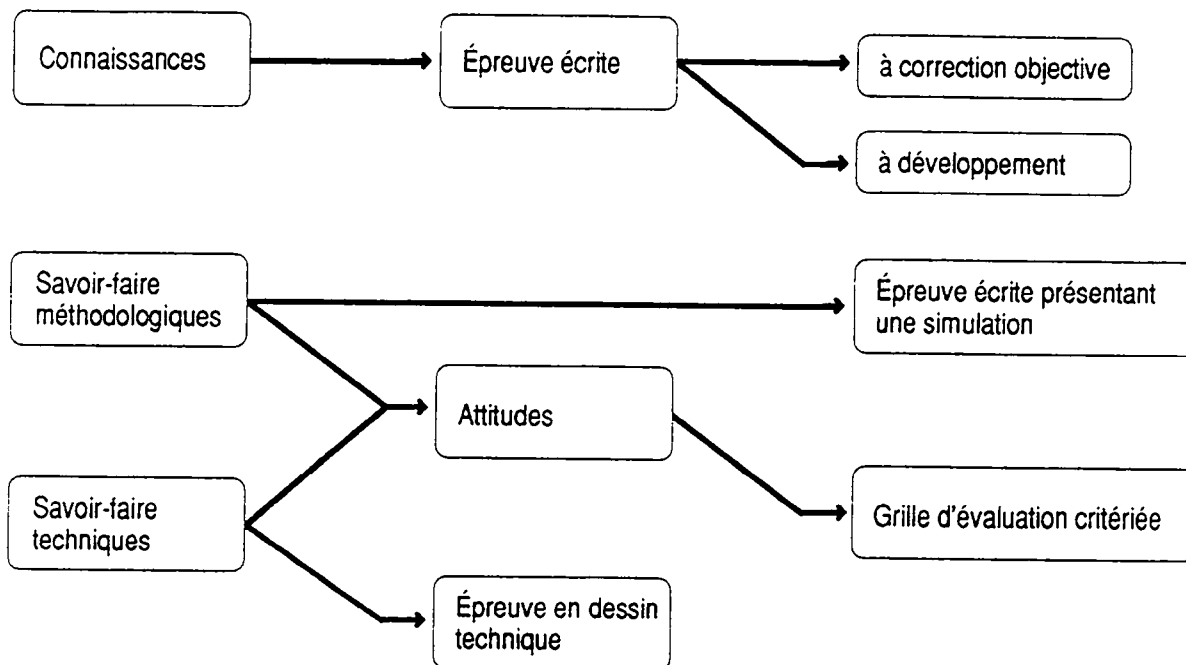 Connaissances
Épreuve écrite
à correction objective
à développement
Savoir-faire
méthodologiques
Épreuve écrite présentant
une simulation
Attitudes
Savoir-faire
techniques
Grille d'évaluation critériée
Épreuve en dessin
technique